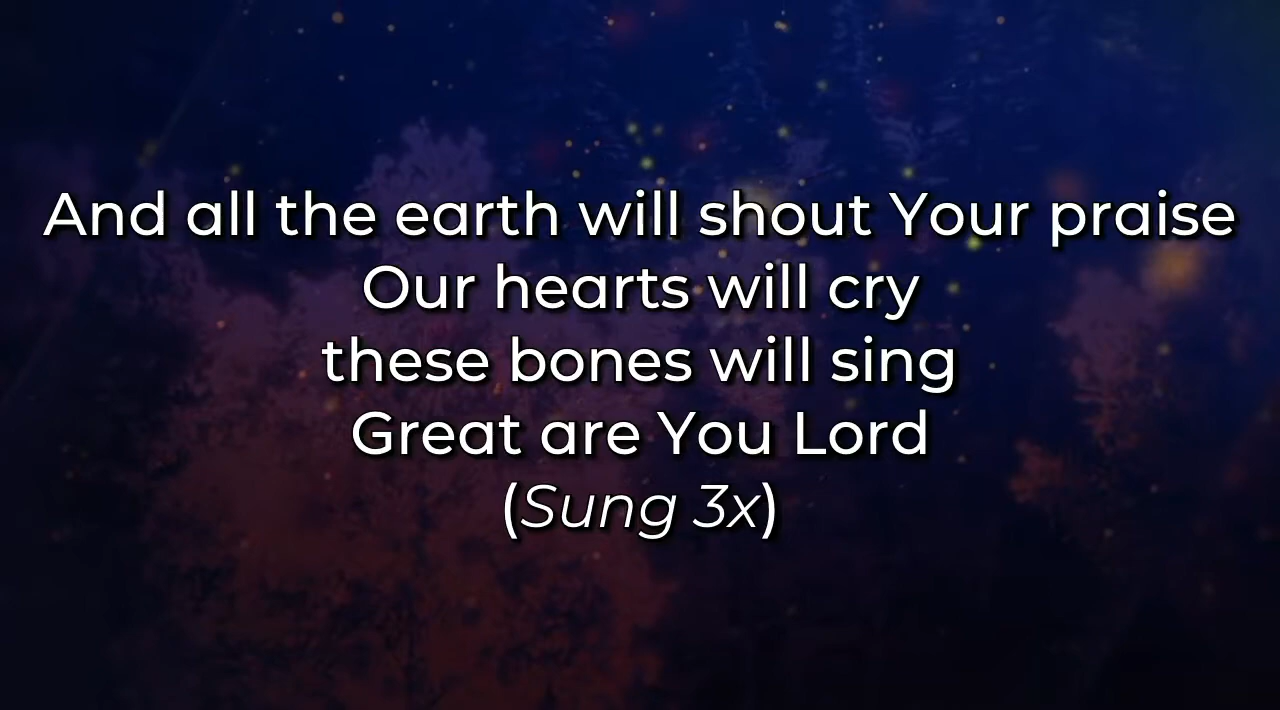 And all the earth will shout Your praise
Our hearts will cry
these bones will sing
Great are You Lord
(Sung 3x)